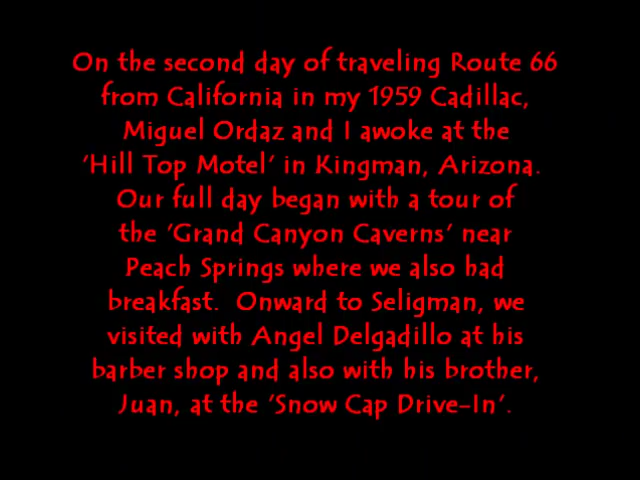 On the second day of traveling Route 66
from California in my 1959 Cadillac,
Miguel Ordaz and I awoke at the
'Hill Top Motel' in Kingman, Arizona.
Our full day began with a tour of
the 'Grand Canyon Caverns' near
Peach Springs where we also had
breakfast.  Onward to Seligman, we
visited with Angel Delgadillo at his
barber shop and also with his brother,
Juan, at the 'Snow Cap Drive-In'.